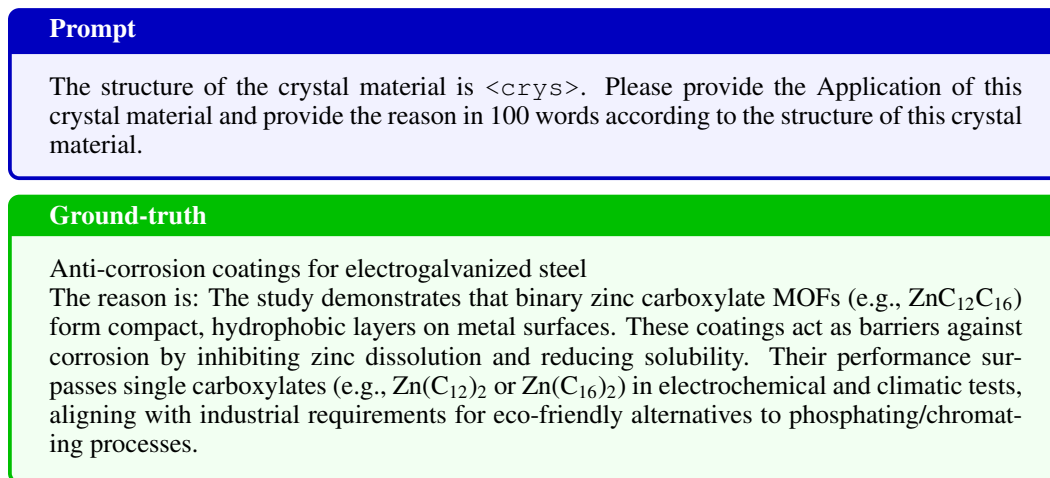 Prompt
The structure of the crystal material is <crys>. Please provide the Application of this
crystal material and provide the reason in 100 words according to the structure of this crystal
material.
Ground-truth
Anti-corrosion coatings for electrogalvanized steel
The reason is: The study demonstrates that binary zinc carboxylate MOFs (e.g., ZnC₁₂C₁₆)
form compact, hydrophobic layers on metal surfaces. These coatings act as barriers against
corrosion by inhibiting zinc dissolution and reducing solubility. Their performance sur-
passes single carboxylates (e.g., Zn(C₁₂)₂ or Zn(C₁₆)₂) in electrochemical and climatic tests,
aligning with industrial requirements for eco-friendly alternatives to phosphating/chromat-
ing processes.